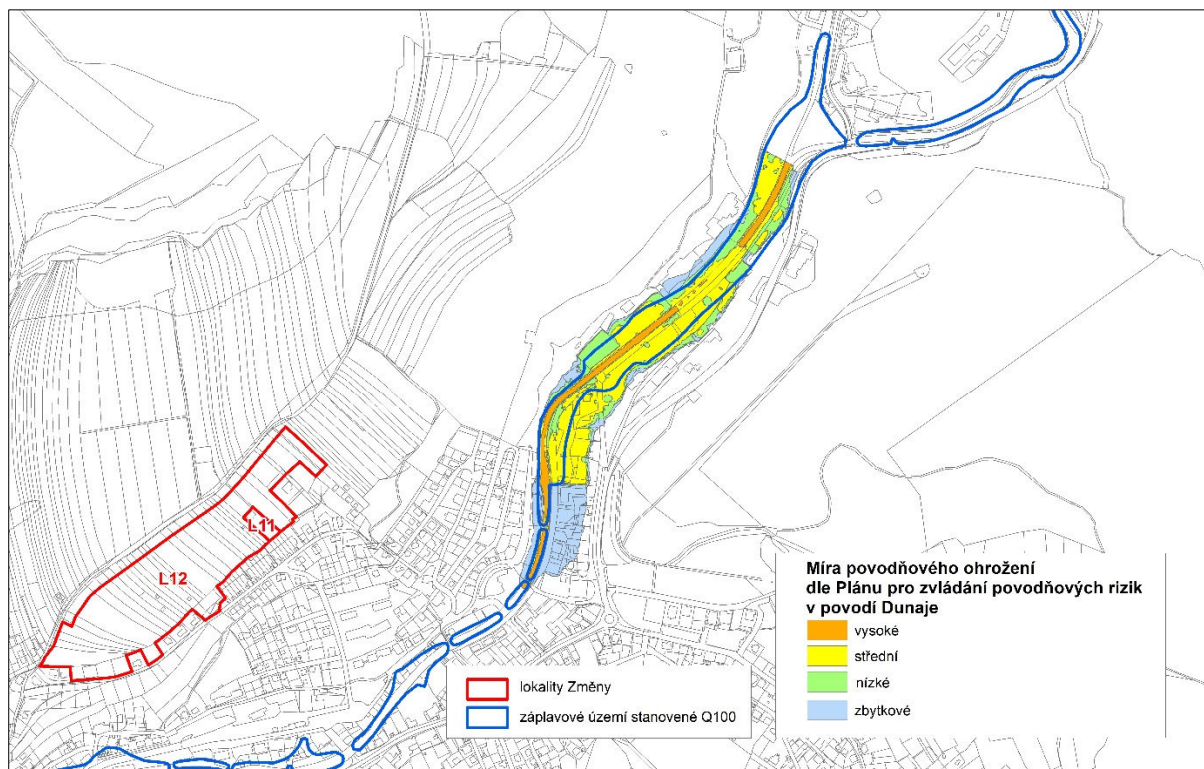 L11
L12
Míra povodňového ohrožení
dle Plánu pro zvládání povodňových rizik
v povodí Dunaje
vysoké
střední
nízké
zbytkové
lokality Změny
záplavové území stanovené Q100